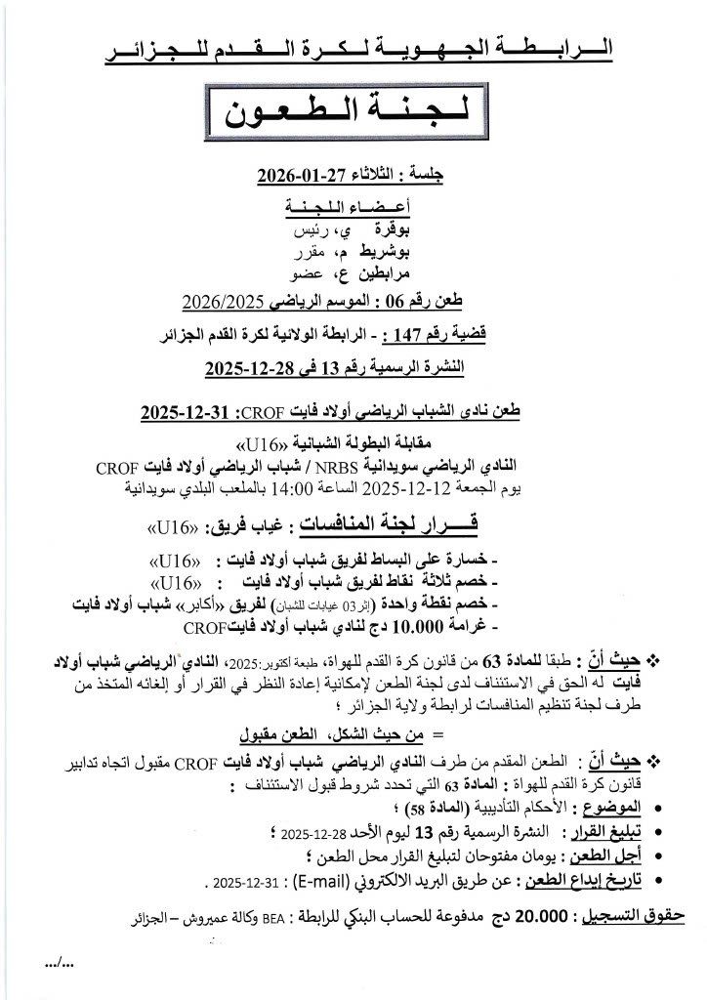 الـرابـطـة الجـهـويـة لـكـرة الـقـدم للـجـزائـر
لـجـنـة الـطـعـون
جلسة : الثلاثاء 27-01-2026
أعـضـاء اللـجـنـة
بوقرة ي، رئيس
بوشريط م، مقرر
مرابطين ع، عضو
طعن رقم 06 : الموسم الرياضي 2026/2025
قضية رقم 147 : - الرابطة الولائية لكرة القدم الجزائر
النشرة الرسمية رقم 13 في 28-12-2025
طعن نادي الشباب الرياضي أولاد فايت CROF: 31-12-2025
مقابلة البطولة الشبانية «U16»
النادي الرياضي سويدانية NRBS / شباب الرياضي أولاد فايت CROF
يوم الجمعة 12-12-2025 الساعة 14:00 بالملعب البلدي سويدانية
قـــرار لجنة المنافسات : غياب فريق: «U16»
- خسارة على البساط لفريق شباب أولاد فايت : «U16»
- خصم ثلاثة نقاط لفريق شباب أولاد فايت : «U16»
- خصم نقطة واحدة (إثر03 غيابات للشبان) لفريق «أكابر» شباب أولاد فايت
- غرامة 10.000 دج لنادي شباب أولاد فايتCROF
❖ حيث أنّ : طبقا للمادة 63 من قانون كرة القدم للهواة، طبعة أكتوبر:2025، النادي الرياضي شباب أولاد
فايت له الحق في الاستئناف لدى لجنة الطعن لإمكانية إعادة النظر في القرار أو إلغائه المتخذ من
طرف لجنة تنظيم المنافسات لرابطة ولاية الجزائر ؛
= من حيث الشكل، الطعن مقبول
❖ حيث أنّ : الطعن المقدم من طرف النادي الرياضي شباب أولاد فايت CROF مقبول اتجاه تدابير
قانون كرة القدم للهواة : المادة 63 التي تحدد شروط قبول الاستئناف :
• الموضوع : الأحكام التأديبية (المادة 58) ؛
• تبليغ القرار : النشرة الرسمية رقم 13 ليوم الأحد 28-12-2025 ؛
• أجل الطعن : يومان مفتوحان لتبليغ القرار محل الطعن ؛
• تاريخ إيداع الطعن : عن طريق البريد الالكتروني (E-mail) : 31-12-2025 .
حقوق التسجيل : 20.000 دج مدفوعة للحساب البنكي للرابطة : BEA وكالة عميروش – الجزائر
.../...